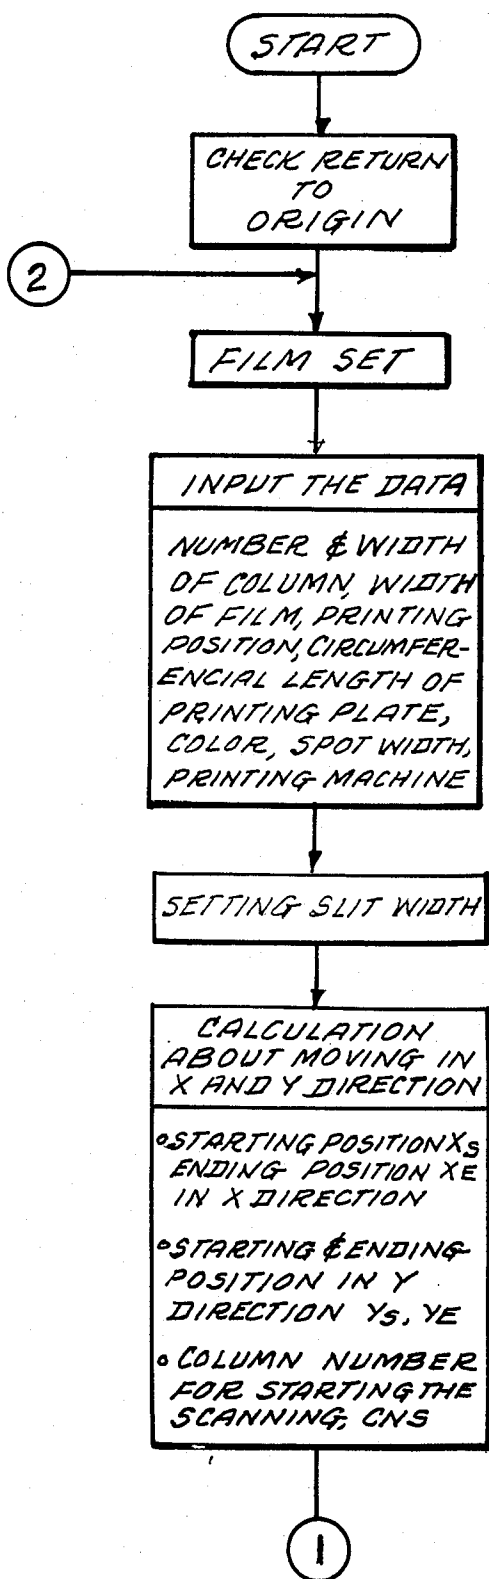 START
CHECK RETURN
TO
ORIGIN
2
FILM SET
INPUT THE DATA
NUMBER & WIDTH
OF COLUMN, WIDTH
OF FILM, PRINTING
POSITION, CIRCUMFER-
ENCIAL LENGTH OF
PRINTING PLATE,
COLOR, SPOT WIDTH,
PRINTING MACHINE
SETTING SLIT WIDTH
CALCULATION
ABOUT MOVING IN
X AND Y DIRECTION
o STARTING POSITION XS
ENDING POSITION XE
IN X DIRECTION
o STARTING & ENDING
POSITION IN Y
DIRECTION YS, YE
o COLUMN NUMBER
FOR STARTING THE
SCANNING, CNS
1